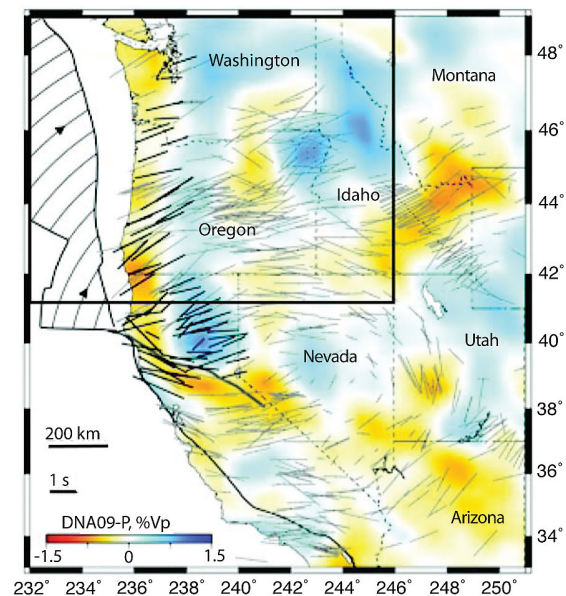 Washington
Montana
Idaho
Oregon
Nevada
Utah
Arizona
200 km
1 s
DNA09-P, %Vp
-1.5 0 1.5
48°
46°
44°
42°
40°
38°
36°
34°
232° 234° 236° 238° 240° 242° 244° 246° 248° 250°